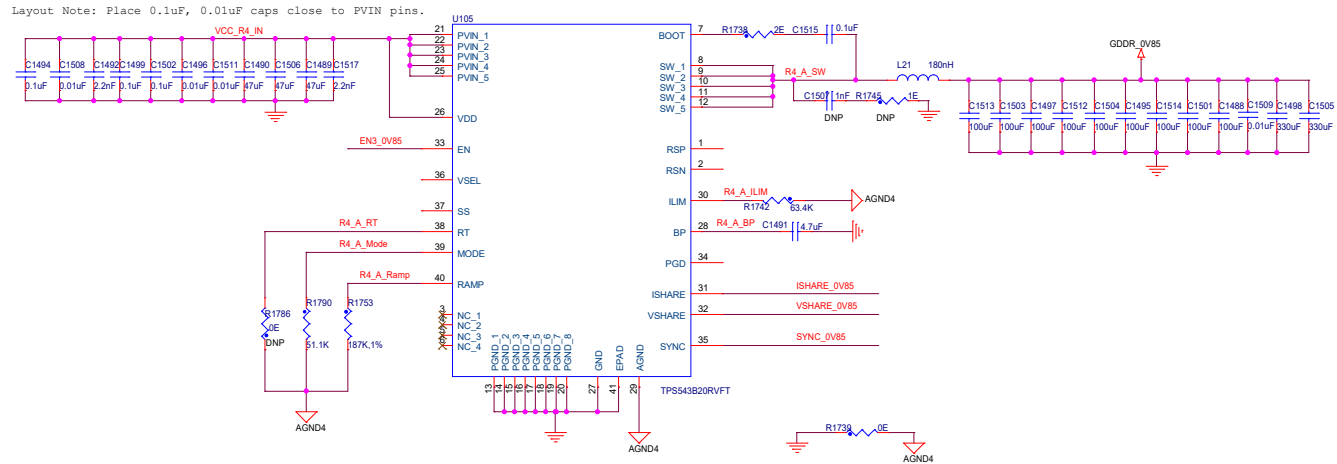 Layout Note: Place 0.1uF, 0.01uF caps close to PVIN pins.
U105
VCC_R4_IN
C1494 0.1uF
C1508 0.01uF
C1492 2.2nF
C1499 0.1uF
C1502 0.1uF
C1496 0.01uF
C1511 0.01uF
C1490 47uF
C1506 47uF
C1489 47uF
C1517 2.2nF
21 PVIN_1
22 PVIN_2
23 PVIN_3
24 PVIN_4
25 PVIN_5
26 VDD
EN3_0V85 33 EN
36 VSEL
37 SS
R4_A_RT 38 RT
R4_A_Mode 39 MODE
R4_A_Ramp 40 RAMP
R1786 0E DNP
R1790 51.1K
R1753 187K,1%
AGND4
3 NC_1
NC_2
NC_3
NC_4
PGND_1 13
PGND_2 14
PGND_3 15
PGND_4 16
PGND_5 17
PGND_6 18
PGND_7 19
PGND_8 20
GND 27
EPAD 41
AGND 29
AGND4
TPS543B20RVFT
BOOT 7
R1738 2E
C1515 0.1uF
SW_1 8
SW_2 9
SW_3 10
SW_4 11
SW_5 12
R4_A_SW
L21 180nH
C1507 1nF DNP
R1745 1E DNP
GDDR_0V85
C1513 100uF
C1503 100uF
C1497 100uF
C1512 100uF
C1504 100uF
C1495 100uF
C1514 100uF
C1501 100uF
C1488 100uF
C1509 0.01uF
C1498 330uF
C1505 330uF
RSP 1
RSN 2
ILIM 30 R4_A_ILIM
R1742 63.4K
AGND4
BP 28 R4_A_BP
C1491 4.7uF
PGD 34
ISHARE 31 ISHARE_0V85
VSHARE 32 VSHARE_0V85
SYNC 35 SYNC_0V85
R1739 0E
AGND4